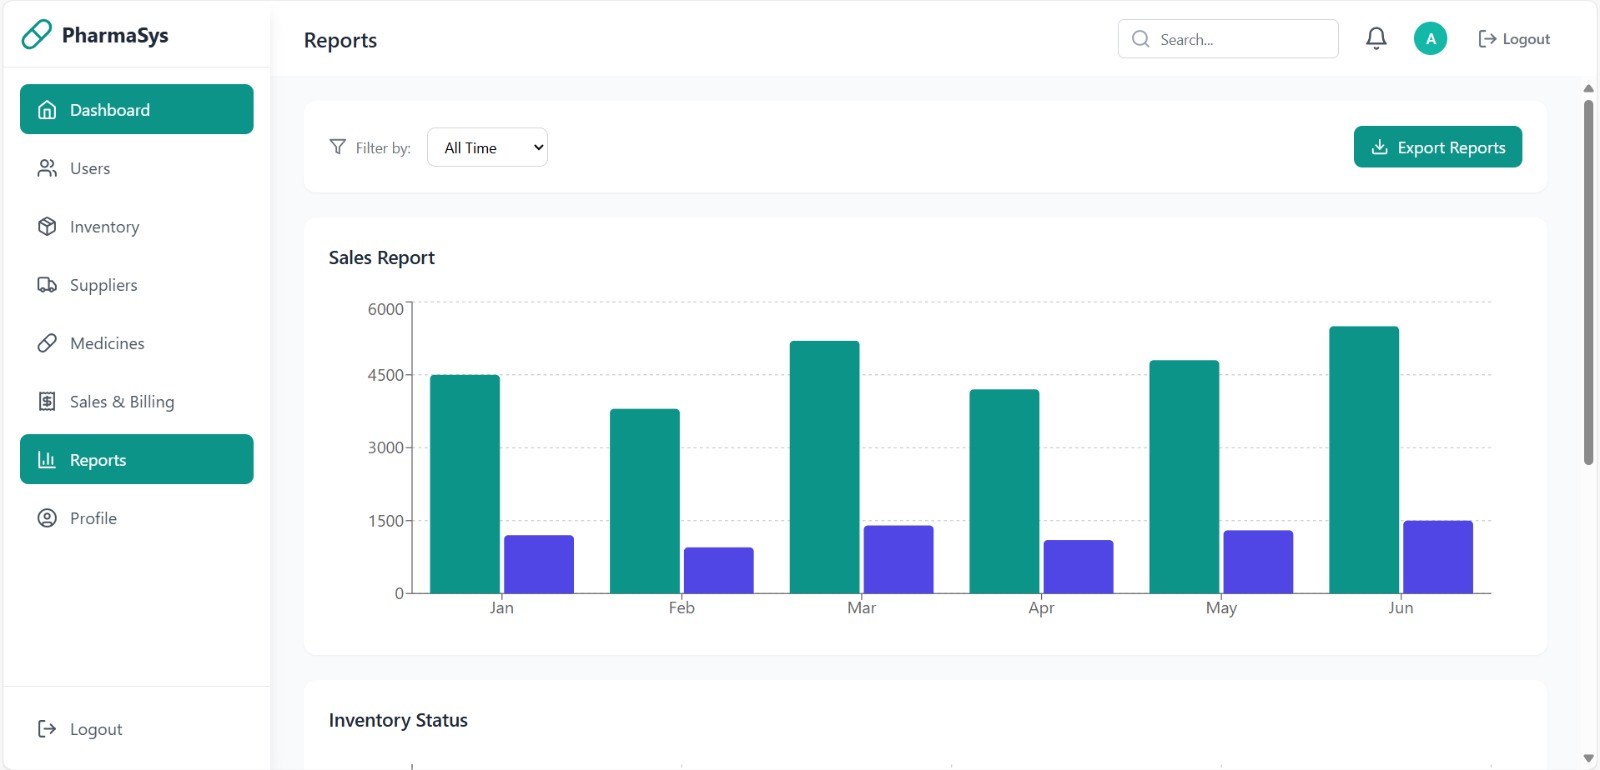 PharmaSys
Dashboard
Users
Inventory
Suppliers
Medicines
Sales & Billing
Reports
Profile
Logout
Reports
Search...
A
Logout
Filter by:
All Time
Export Reports
Sales Report
6000
4500
3000
1500
0
Jan Feb Mar Apr May Jun
Inventory Status